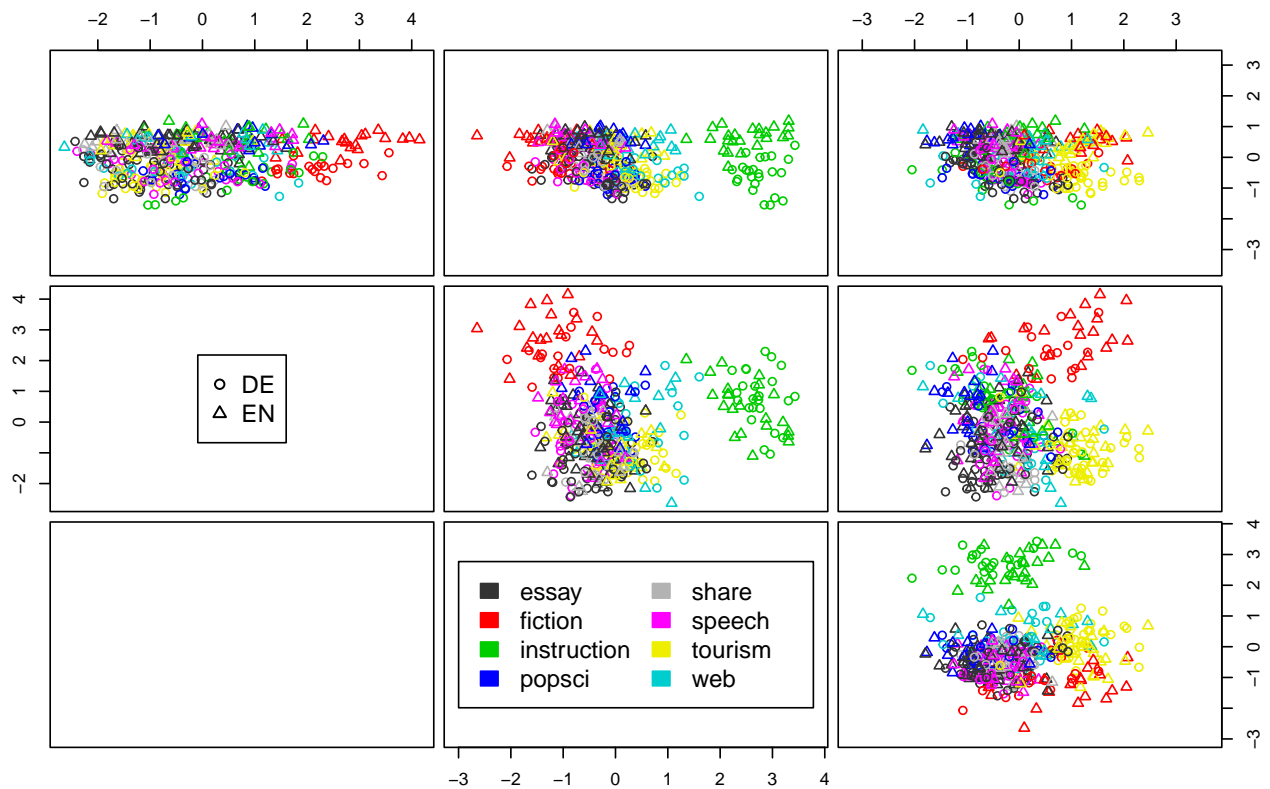 −2 −1 0 1 2 3 4
−2 −1 0 1 2 3
3
1
0
−1
−3
4
3
2
1
0
−2
DE
EN
4
3
2
1
0
−1
−3
essay share
fiction speech
instruction tourism
popsci web
−3 −2 −1 0 1 2 3 4